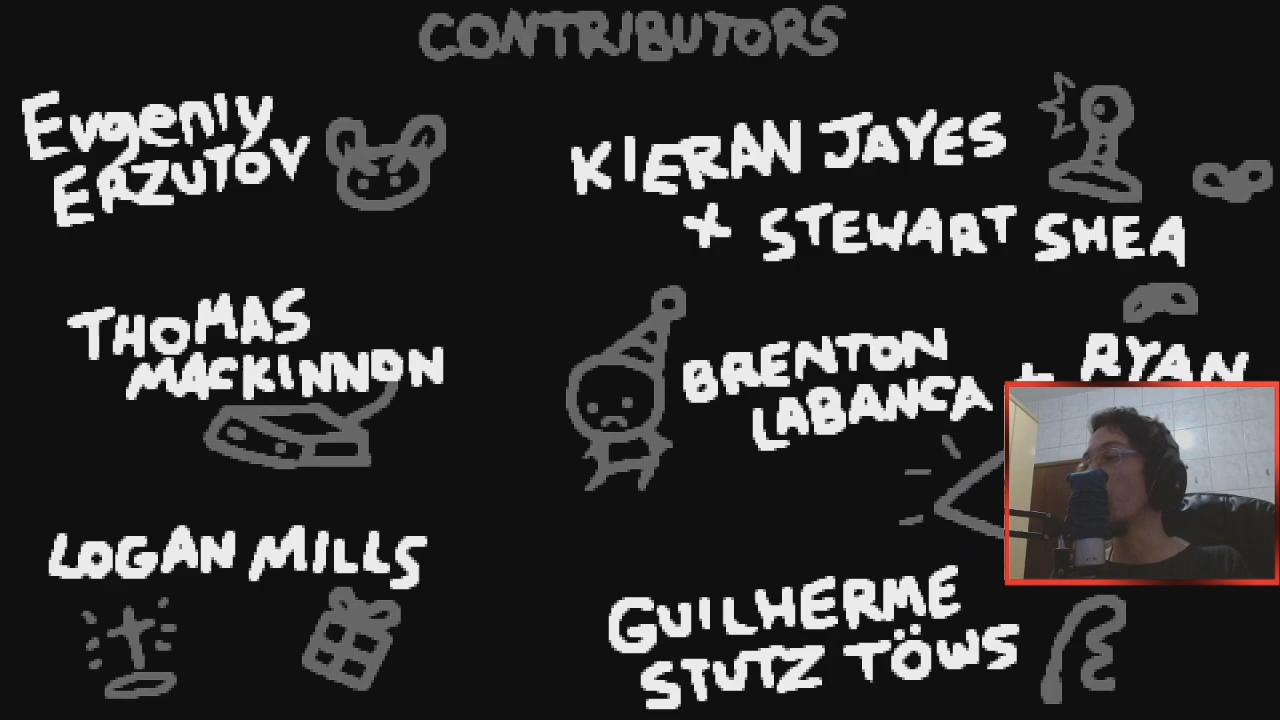 CONTRIBUTORS
Evgeniy
ERZUTOV
KIERAN JAYES
+ STEWART SHEA
THOMAS
MACKINNON
BRENTON
LABANCA + RYAN
LOGAN MILLS
GUILHERME
STUTZ TÖWS